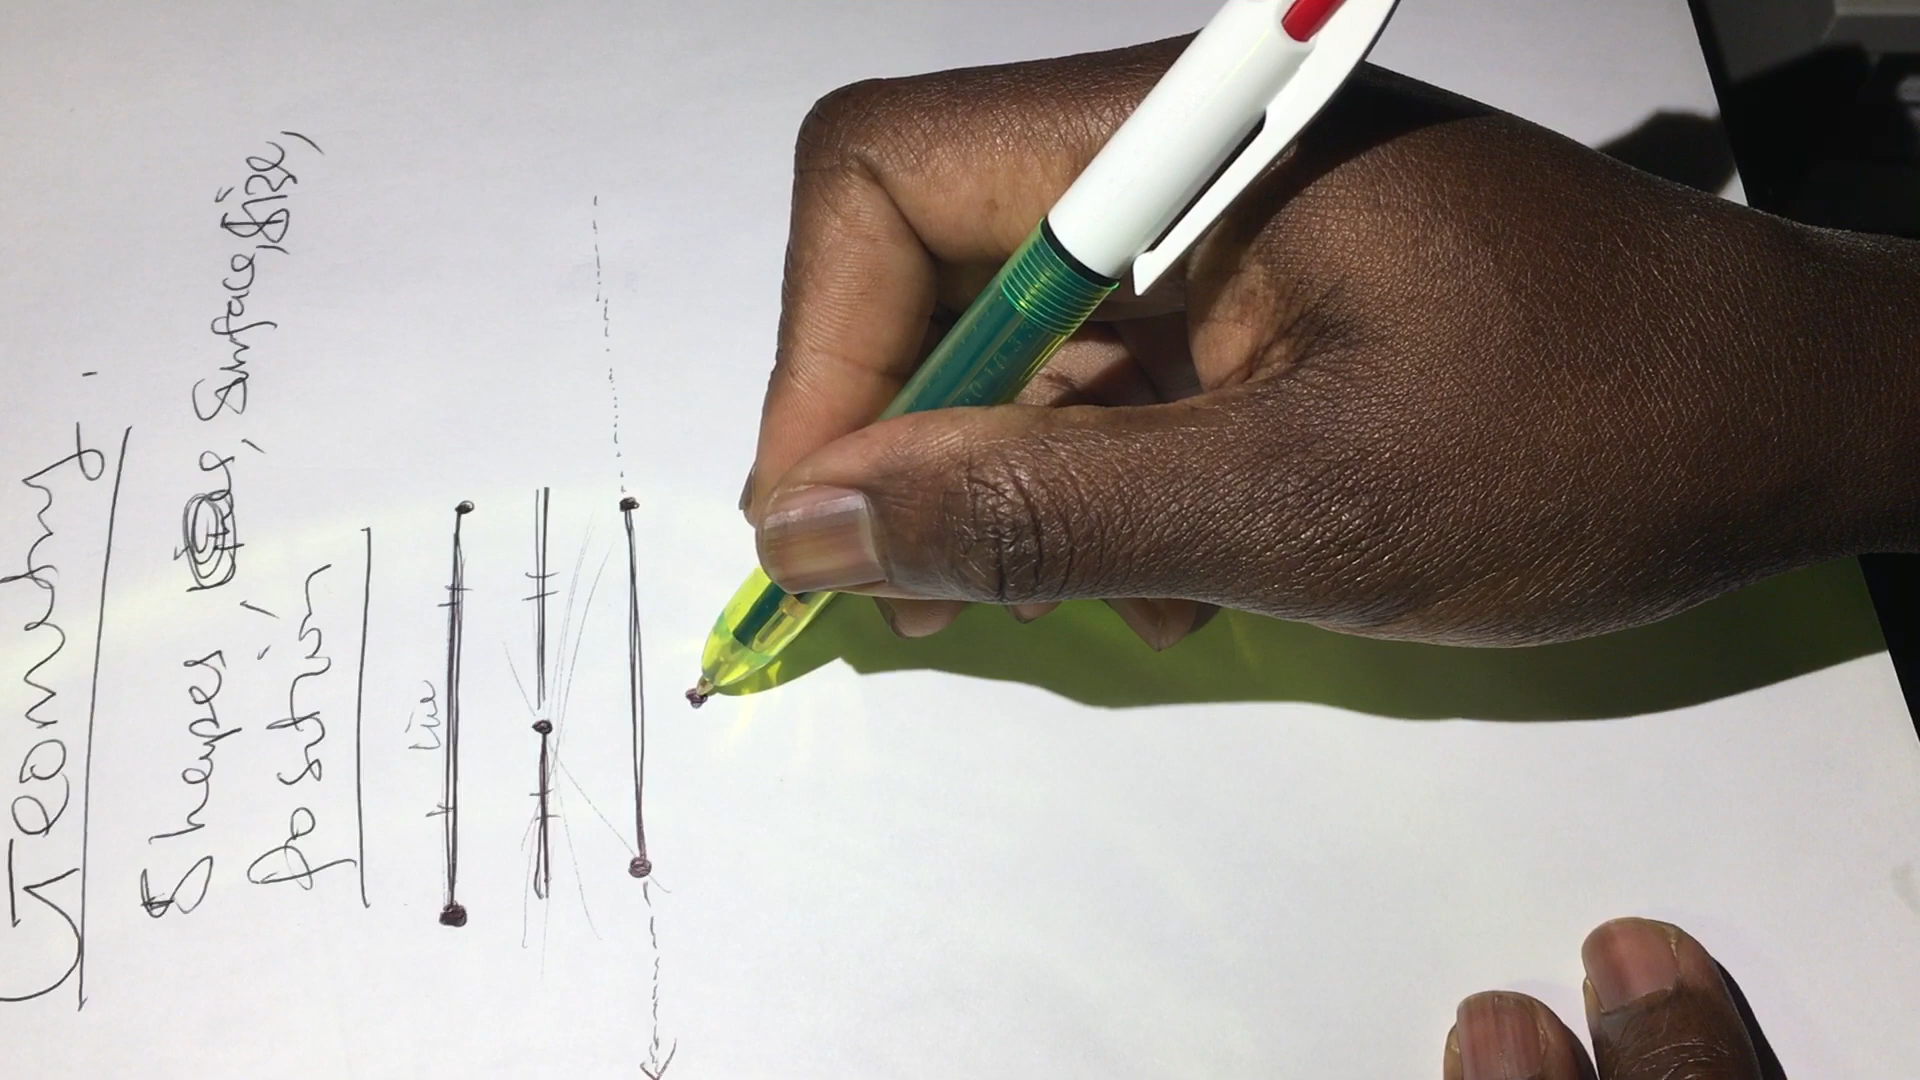 Geometry.
Shapes, Surface, Size,
position
line